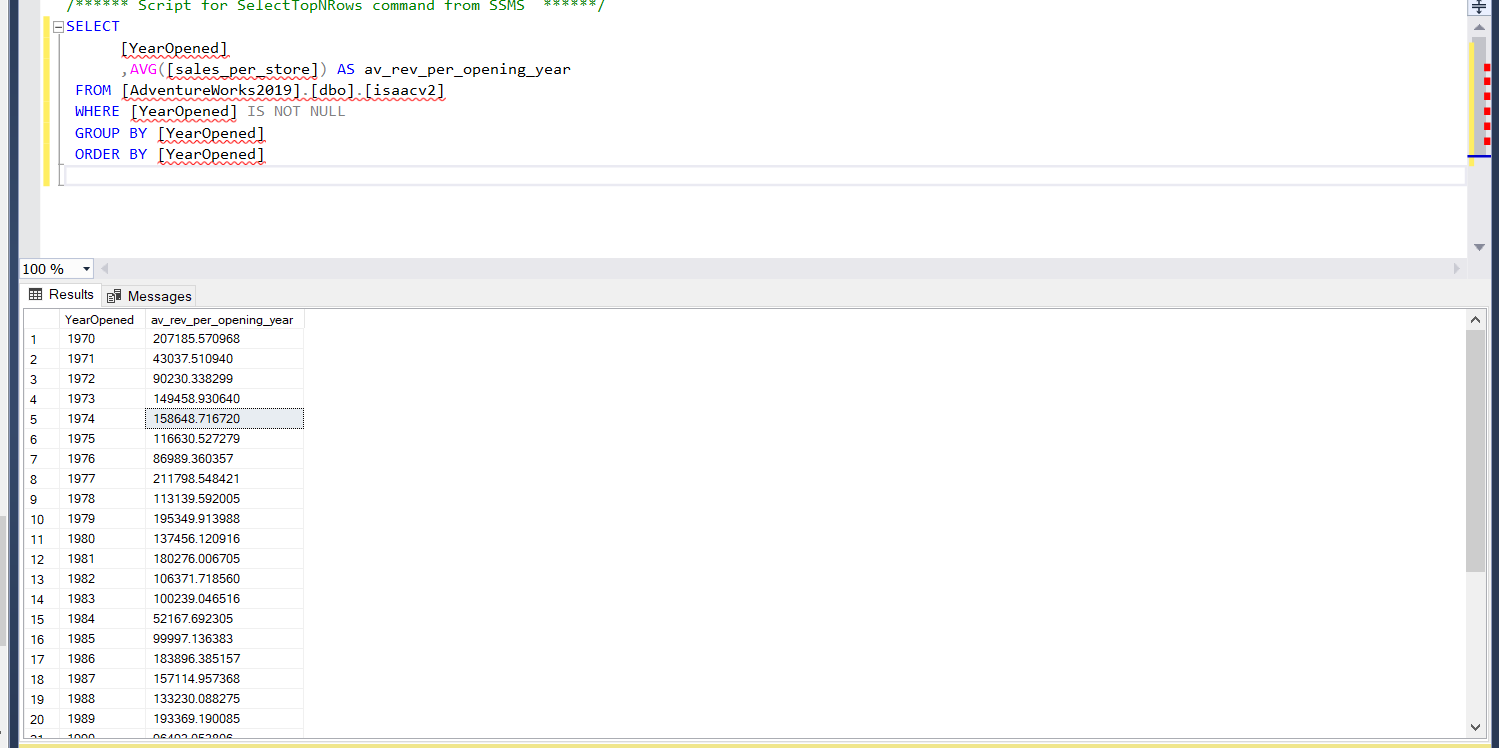 /****** Script for SelectTopNRows command from SSMS  ******/
SELECT
[YearOpened]
,AVG([sales_per_store]) AS av_rev_per_opening_year
FROM [AdventureWorks2019].[dbo].[isaacv2]
WHERE [YearOpened] IS NOT NULL
GROUP BY [YearOpened]
ORDER BY [YearOpened]
100 %
Results Messages
YearOpened av_rev_per_opening_year
1 1970 207185.570968
2 1971 43037.510940
3 1972 90230.338299
4 1973 149458.930640
5 1974 158648.716720
6 1975 116630.527279
7 1976 86989.360357
8 1977 211798.548421
9 1978 113139.592005
10 1979 195349.913988
11 1980 137456.120916
12 1981 180276.006705
13 1982 106371.718560
14 1983 100239.046516
15 1984 52167.692305
16 1985 99997.136383
17 1986 183896.385157
18 1987 157114.957368
19 1988 133230.088275
20 1989 193369.190085
21 1990